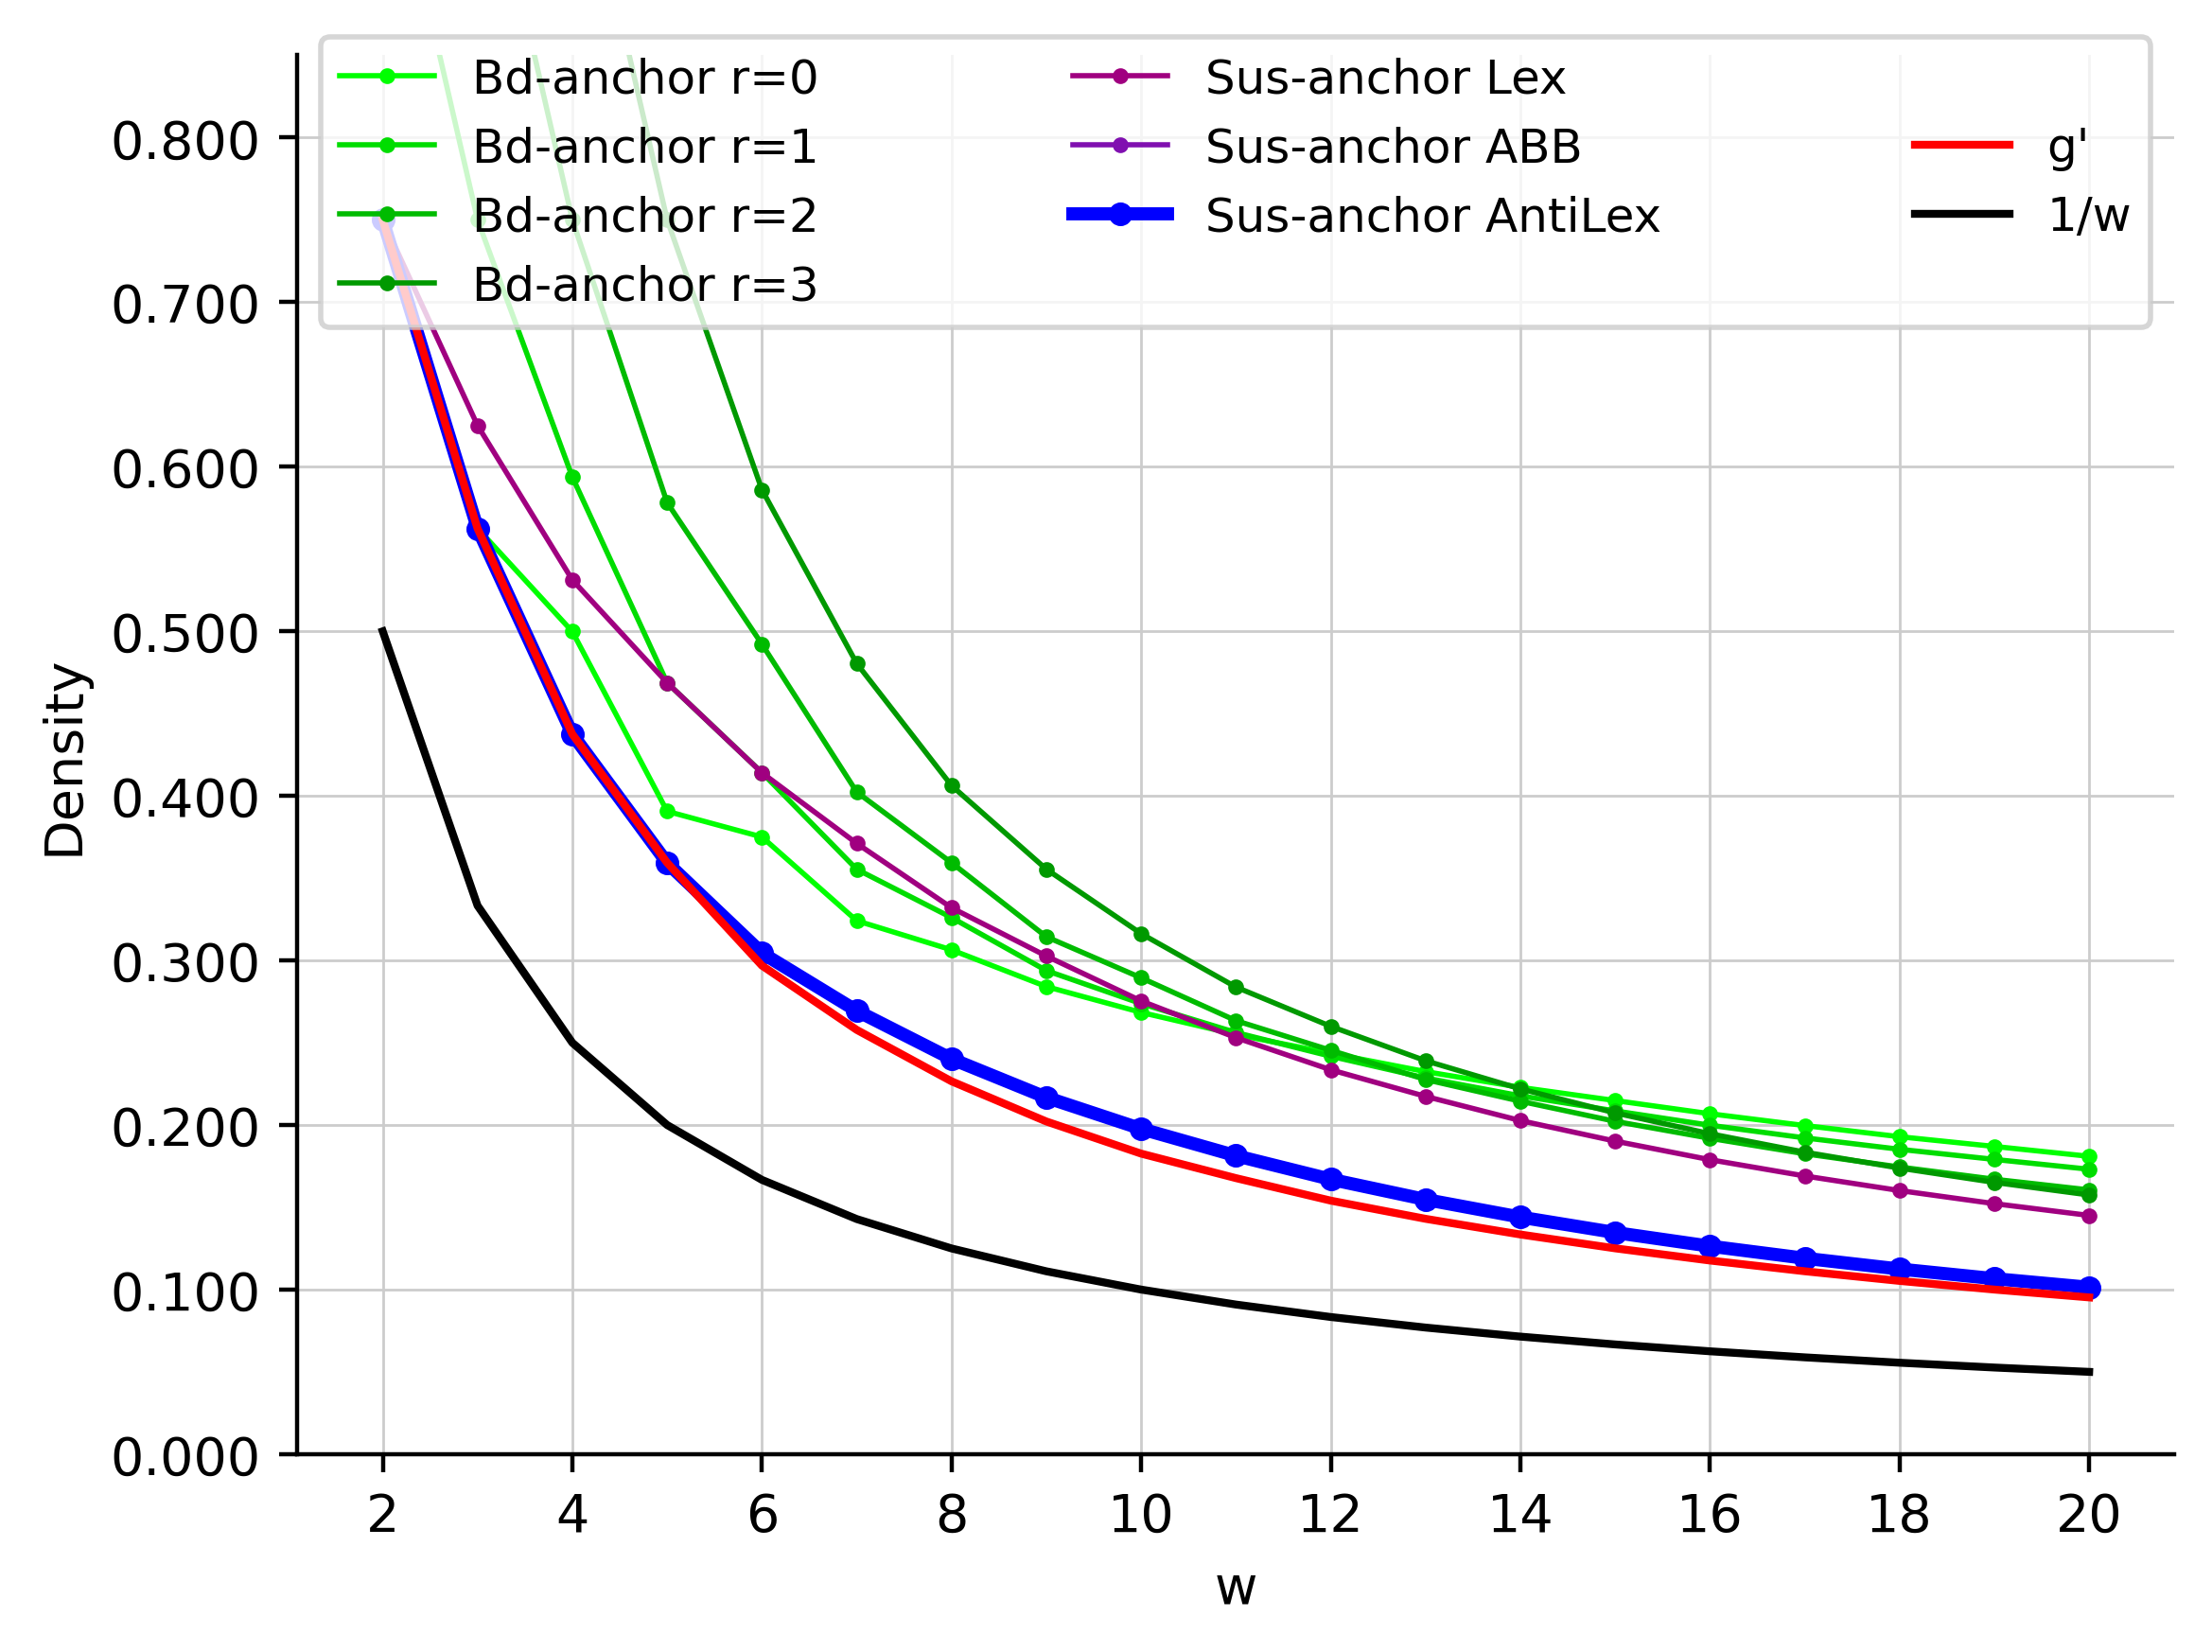 Bd-anchor r=0
Bd-anchor r=1
Bd-anchor r=2
Bd-anchor r=3
Sus-anchor Lex
Sus-anchor ABB
Sus-anchor AntiLex
g'
1/w
0.800
0.700
0.600
0.500
0.400
0.300
0.200
0.100
0.000
Density
2 4 6 8 10 12 14 16 18 20
w